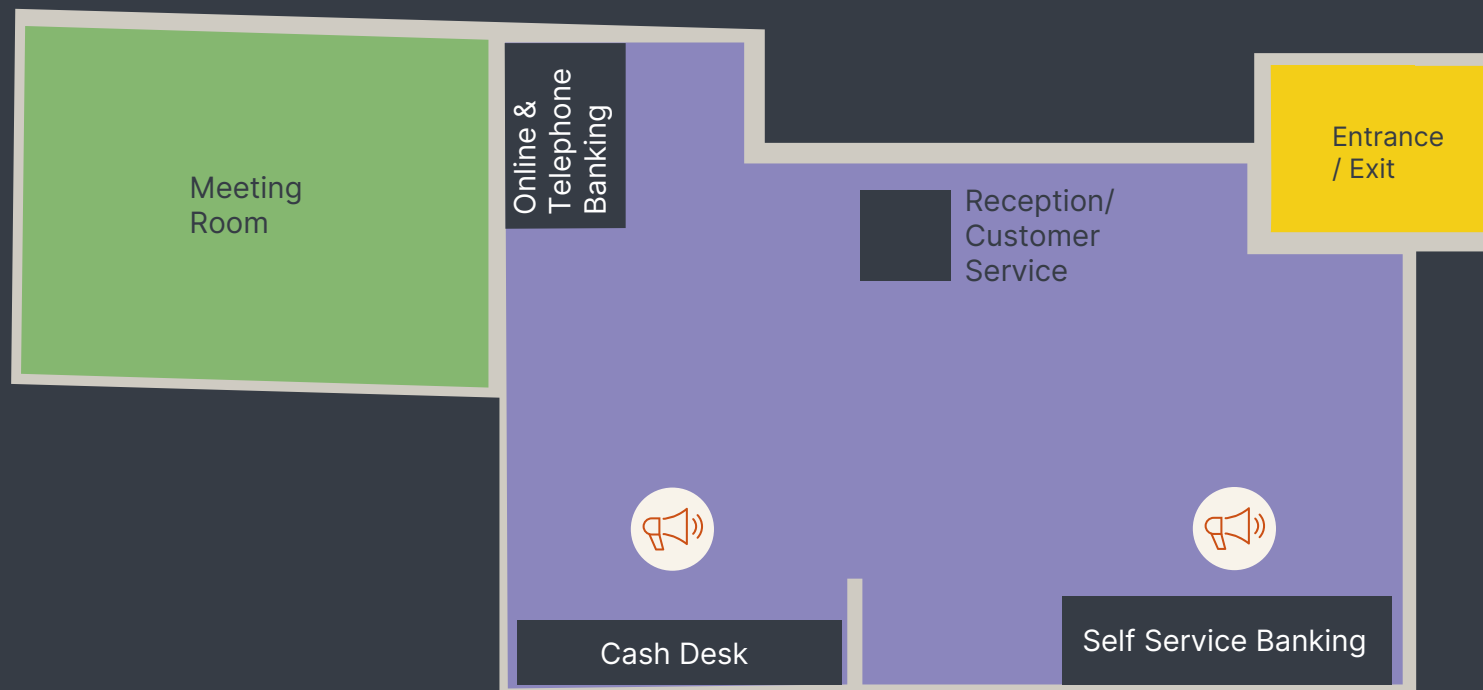 Meeting
Room
Online &
Telephone
Banking
Reception/
Customer
Service
Entrance
/ Exit
Cash Desk
Self Service Banking